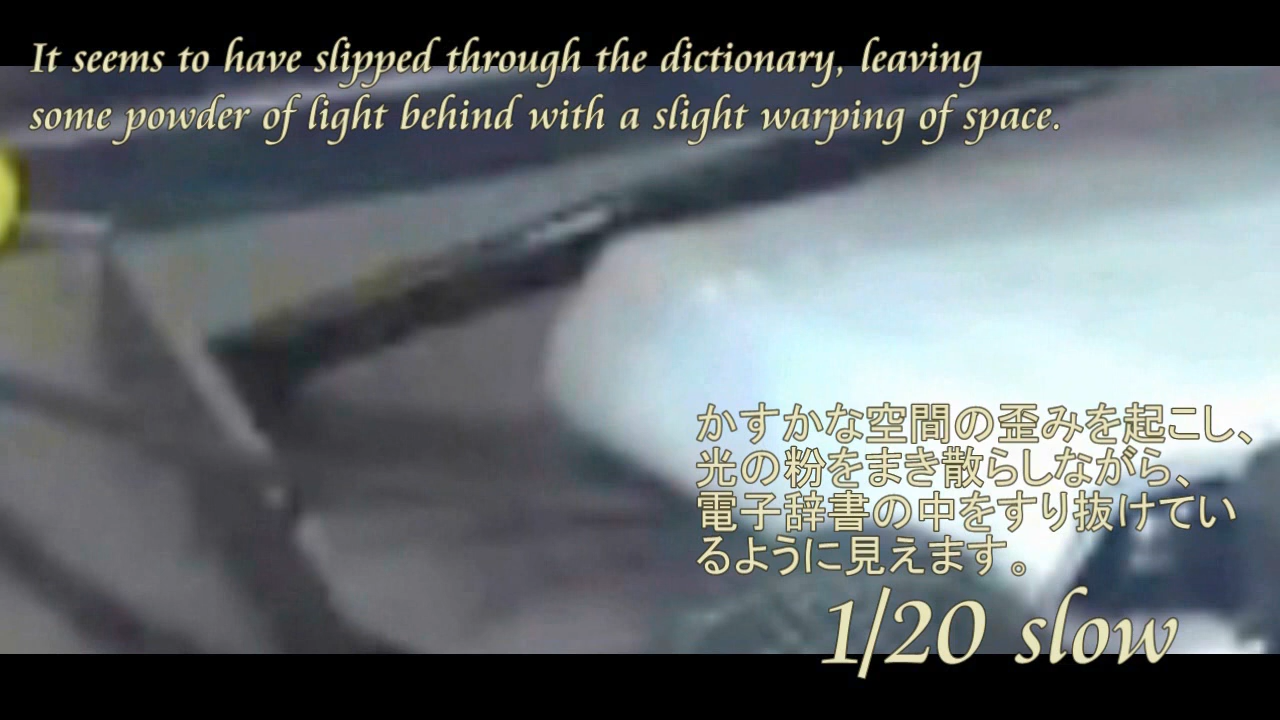 It seems to have slipped through the dictionary, leaving
some powder of light behind with a slight warping of space.
かすかな空間の歪みを起こし、
光の粉をまき散らしながら、
電子辞書の中をすり抜けてい
るように見えます。
1/20 slow